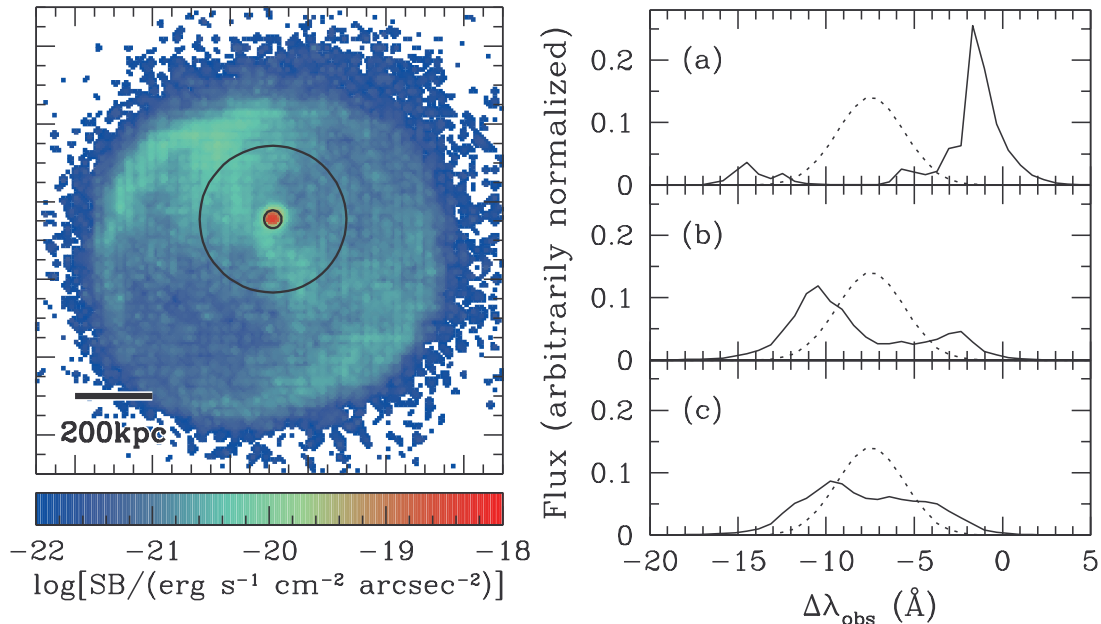 200kpc
−22 −21 −20 −19 −18
log[SB/(erg s⁻¹ cm⁻² arcsec⁻²)]
Flux (arbitrarily normalized)
0.2
0.1
0
(a)
0.2
0.1
0
(b)
0.2
0.1
0
(c)
−20 −15 −10 −5 0 5
Δλobs (Å)